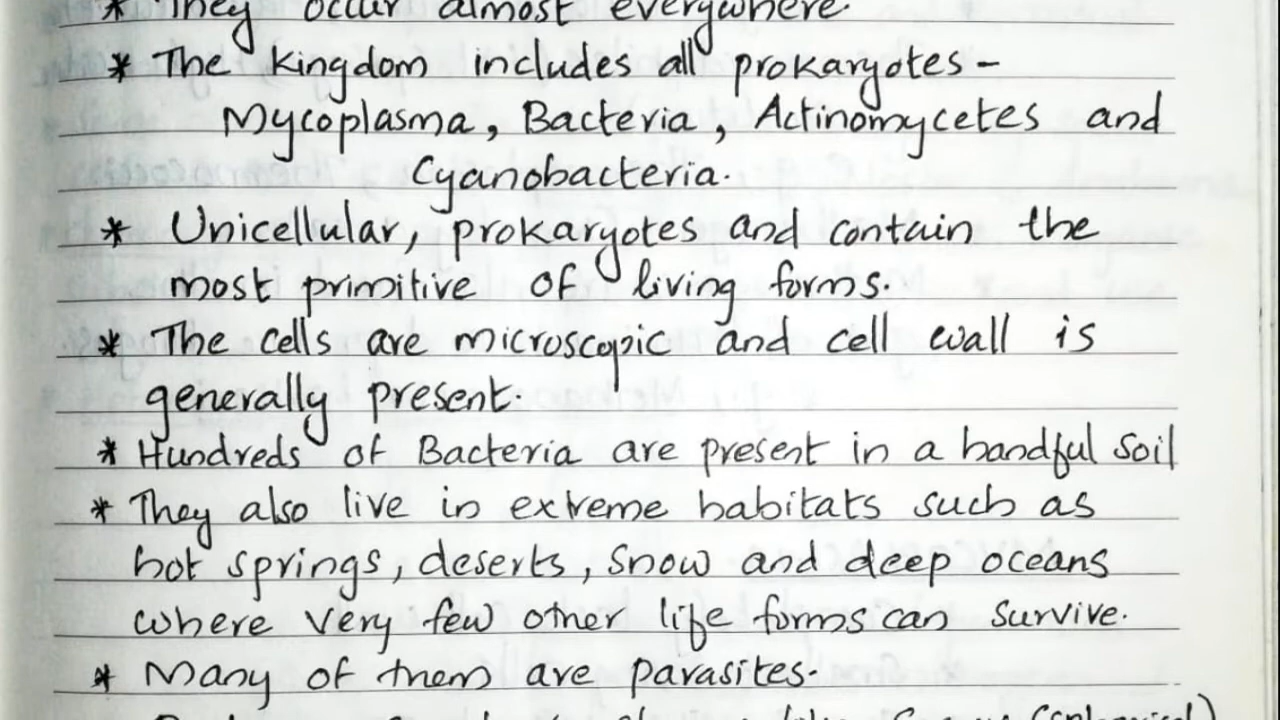 * They occur almost everywhere.
* The kingdom includes all prokaryotes -
Mycoplasma, Bacteria, Actinomycetes and
Cyanobacteria.
* Unicellular, prokaryotes and contain the
most primitive of living forms.
* The cells are microscopic and cell wall is
generally present.
* Hundreds of Bacteria are present in a handful soil
* They also live in extreme habitats such as
hot springs, deserts, snow and deep oceans
where very few other life forms can survive.
* Many of them are parasites.
(spherical)